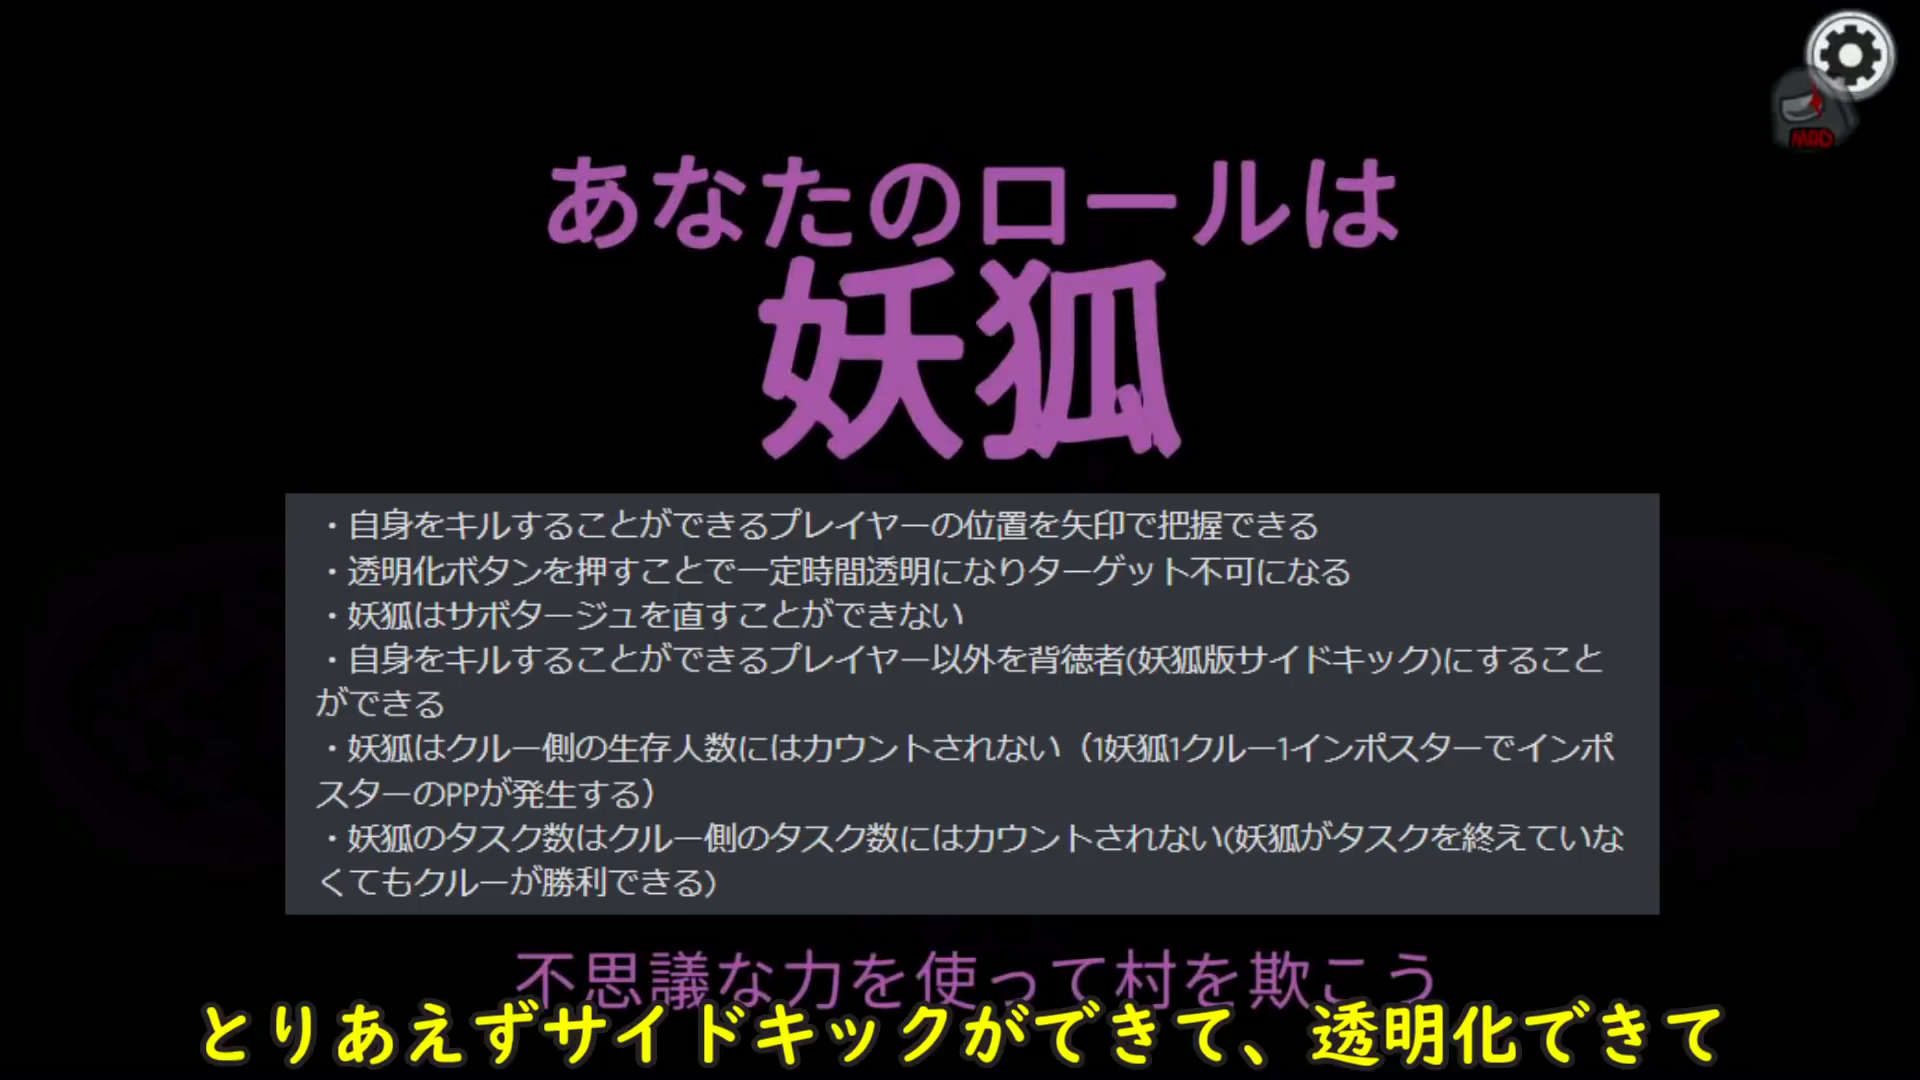 MAD
あなたのロールは
妖狐
・自身をキルすることができるプレイヤーの位置を矢印で把握できる
・透明化ボタンを押すことで一定時間透明になりターゲット不可になる
・妖狐はサボタージュを直すことができない
・自身をキルすることができるプレイヤー以外を背徳者(妖狐版サイドキック)にすること
ができる
・妖狐はクルー側の生存人数にはカウントされない（1妖狐1クルー1インポスターでインポ
スターのPPが発生する）
・妖狐のタスク数はクルー側のタスク数にはカウントされない(妖狐がタスクを終えていな
くてもクルーが勝利できる)
不思議な力を使って村を欺こう
とりあえずサイドキックができて、透明化できて